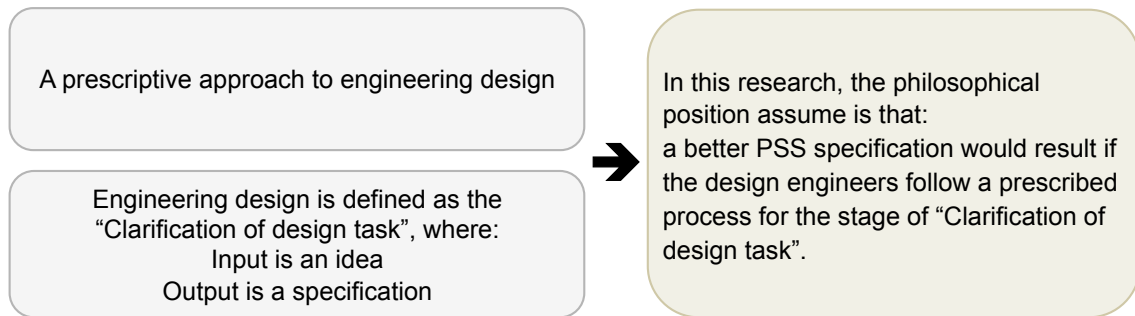 A prescriptive approach to engineering design
Engineering design is defined as the
“Clarification of design task”, where:
Input is an idea
Output is a specification
In this research, the philosophical
position assume is that:
a better PSS specification would result if
the design engineers follow a prescribed
process for the stage of “Clarification of
design task”.